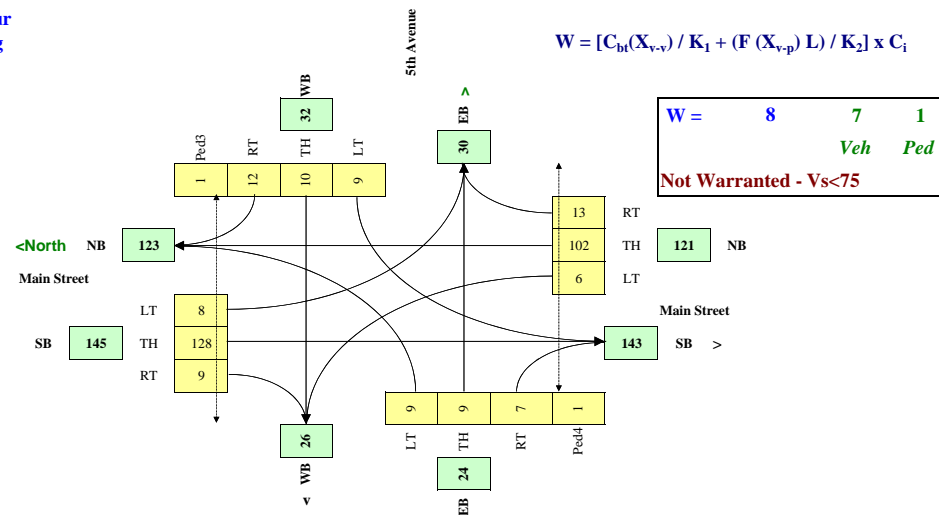 ur
g
5th Avenue
W = [Cbt(Xv-v) / K1 + (F (Xv-p) L) / K2] x Ci
W = 8 7 1
Veh Ped
Not Warranted - Vs<75
WB
32
EB
^
30
Ped3 RT TH LT
1 12 10 9
13 RT
<North NB 123
102 TH 121 NB
Main Street
6 LT
LT 8
Main Street
SB 145 TH 128
143 SB >
RT 9
9 9 7 1
LT TH RT Ped4
26
WB
v
24
EB